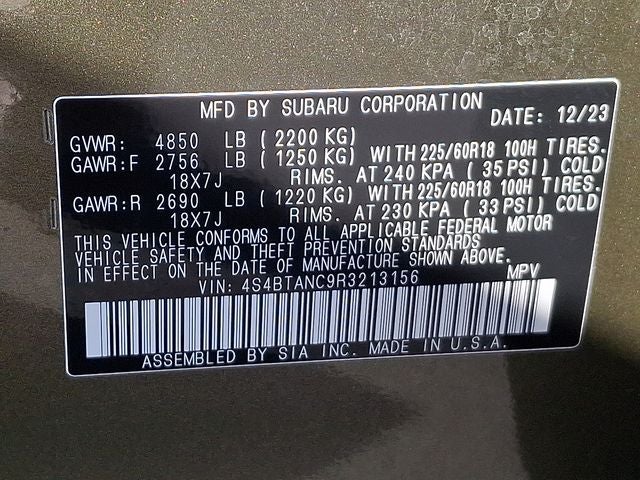 MFD BY SUBARU CORPORATION DATE: 12/23
GVWR: 4850 LB (2200 KG)
GAWR:F 2756 LB (1250 KG) WITH 225/60R18 100H TIRES.
18X7J RIMS. AT 240 KPA (35 PSI) COLD
GAWR:R 2690 LB (1220 KG) WITH 225/60R18 100H TIRES.
18X7J RIMS. AT 230 KPA (33 PSI) COLD
THIS VEHICLE CONFORMS TO ALL APPLICABLE FEDERAL MOTOR
VEHICLE SAFETY AND THEFT PREVENTION STANDARDS
IN EFFECT ON THE DATE OF MANUFACTURE SHOWN ABOVE.
VIN: 4S4BTANC9R3213156 MPV
ASSEMBLED BY SIA INC. MADE IN U.S.A.